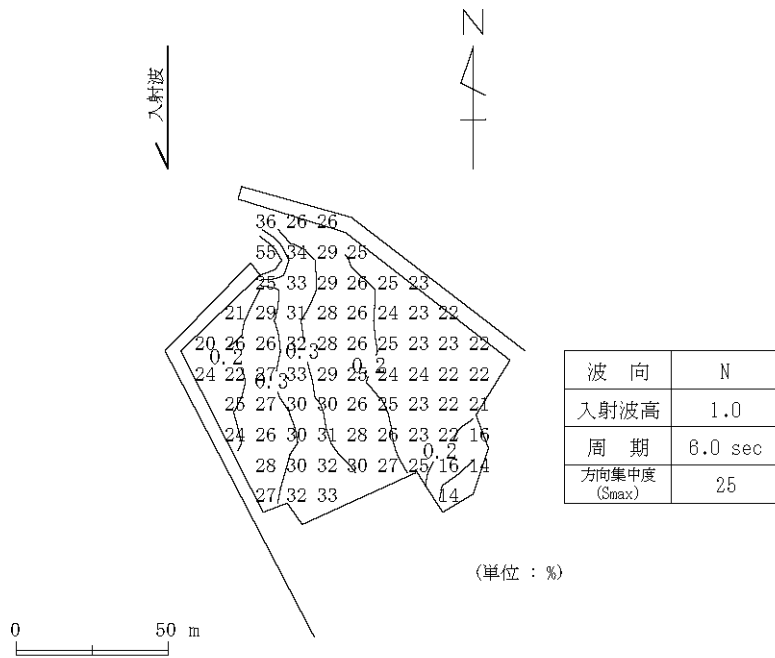 N
入射波
36 26 26
55 34 29 25
25 33 29 26 25 23
21 29 31 28 26 24 23 22
20 26 26 32 28 26 25 23 23 22
0.2 0.3 0.2
24 22 27 33 29 25 24 24 22 22
0.3
25 27 30 30 26 25 23 22 21
24 26 30 31 28 26 23 22 16
0.2
28 30 32 30 27 25 16 14
27 32 33 14
波 向 N
入射波高 1.0
周 期 6.0 sec
方向集中度
(Smax) 25
(単位 : %)
0 50 m